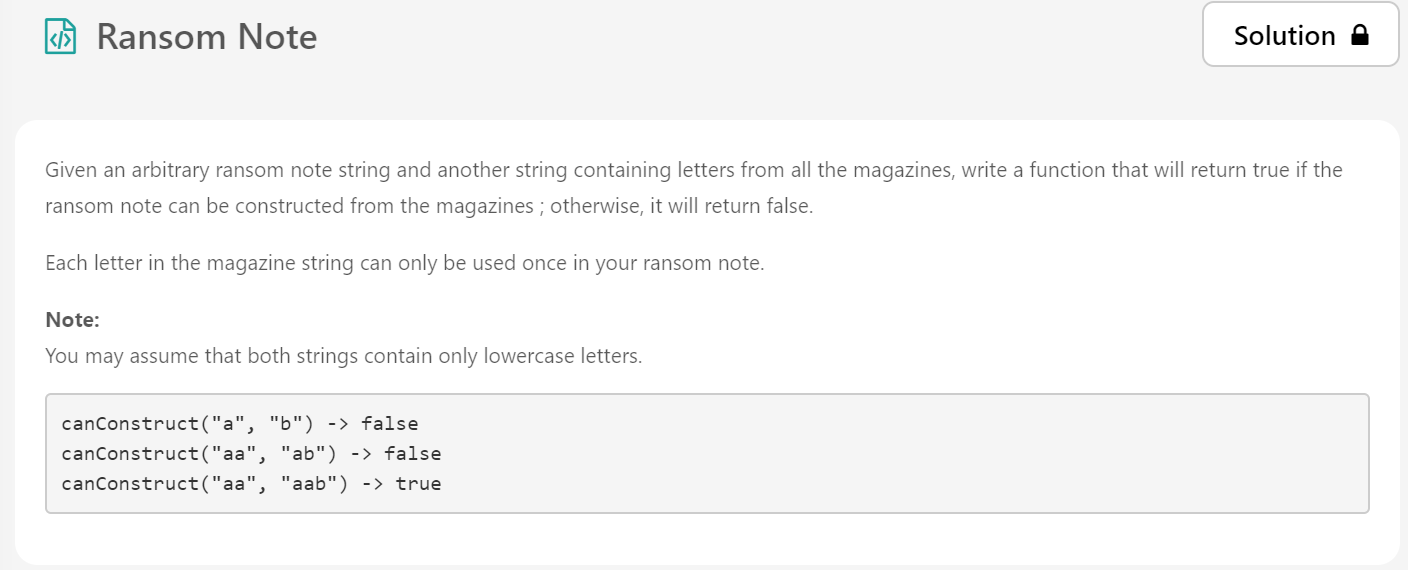 Ransom Note
Solution
Given an arbitrary ransom note string and another string containing letters from all the magazines, write a function that will return true if the
ransom note can be constructed from the magazines ; otherwise, it will return false.
Each letter in the magazine string can only be used once in your ransom note.
Note:
You may assume that both strings contain only lowercase letters.
canConstruct("a", "b") -> false
canConstruct("aa", "ab") -> false
canConstruct("aa", "aab") -> true